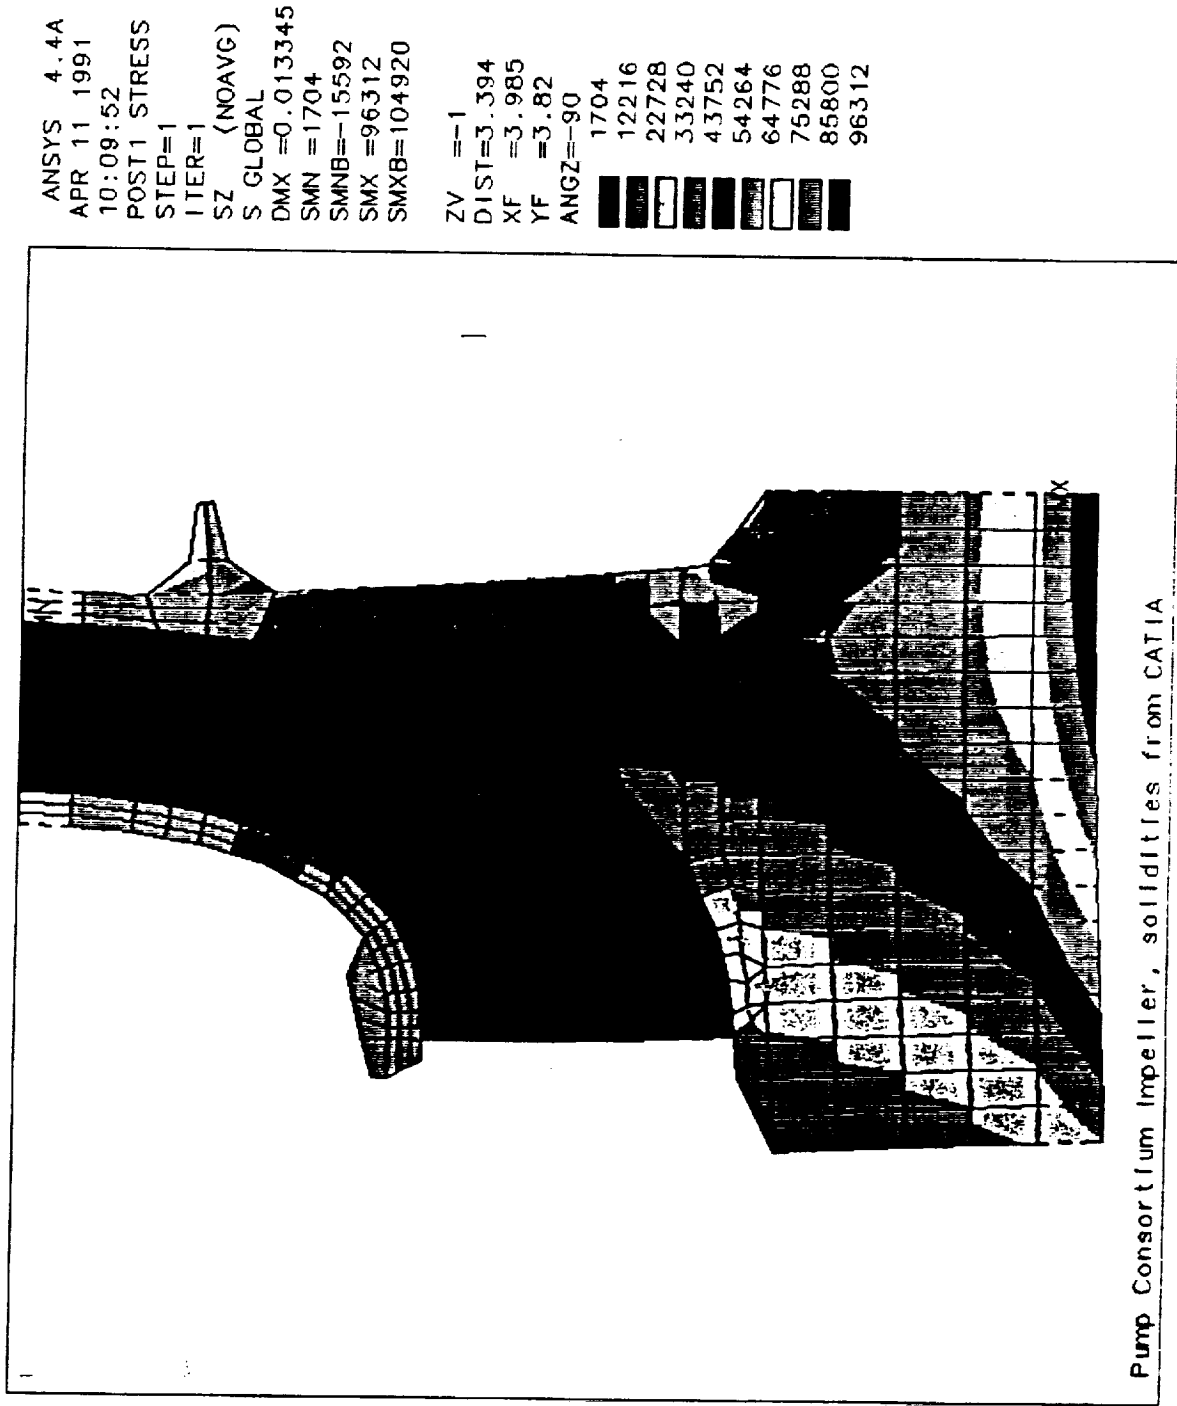 ANSYS 4.4A
APR 11 1991
10:09:52
POST1 STRESS
STEP=1
ITER=1
SZ (NOAVG)
S GLOBAL
DMX =0.013345
SMN =1704
SMNB=-15592
SMX =96312
SMXB=104920
ZV =-1
DIST=3.394
XF =3.985
YF =3.82
ANGZ=-90
1704
12216
22728
33240
43752
54264
64776
75288
85800
96312
MX
Pump Consortium Impeller, soliditles from CATIA